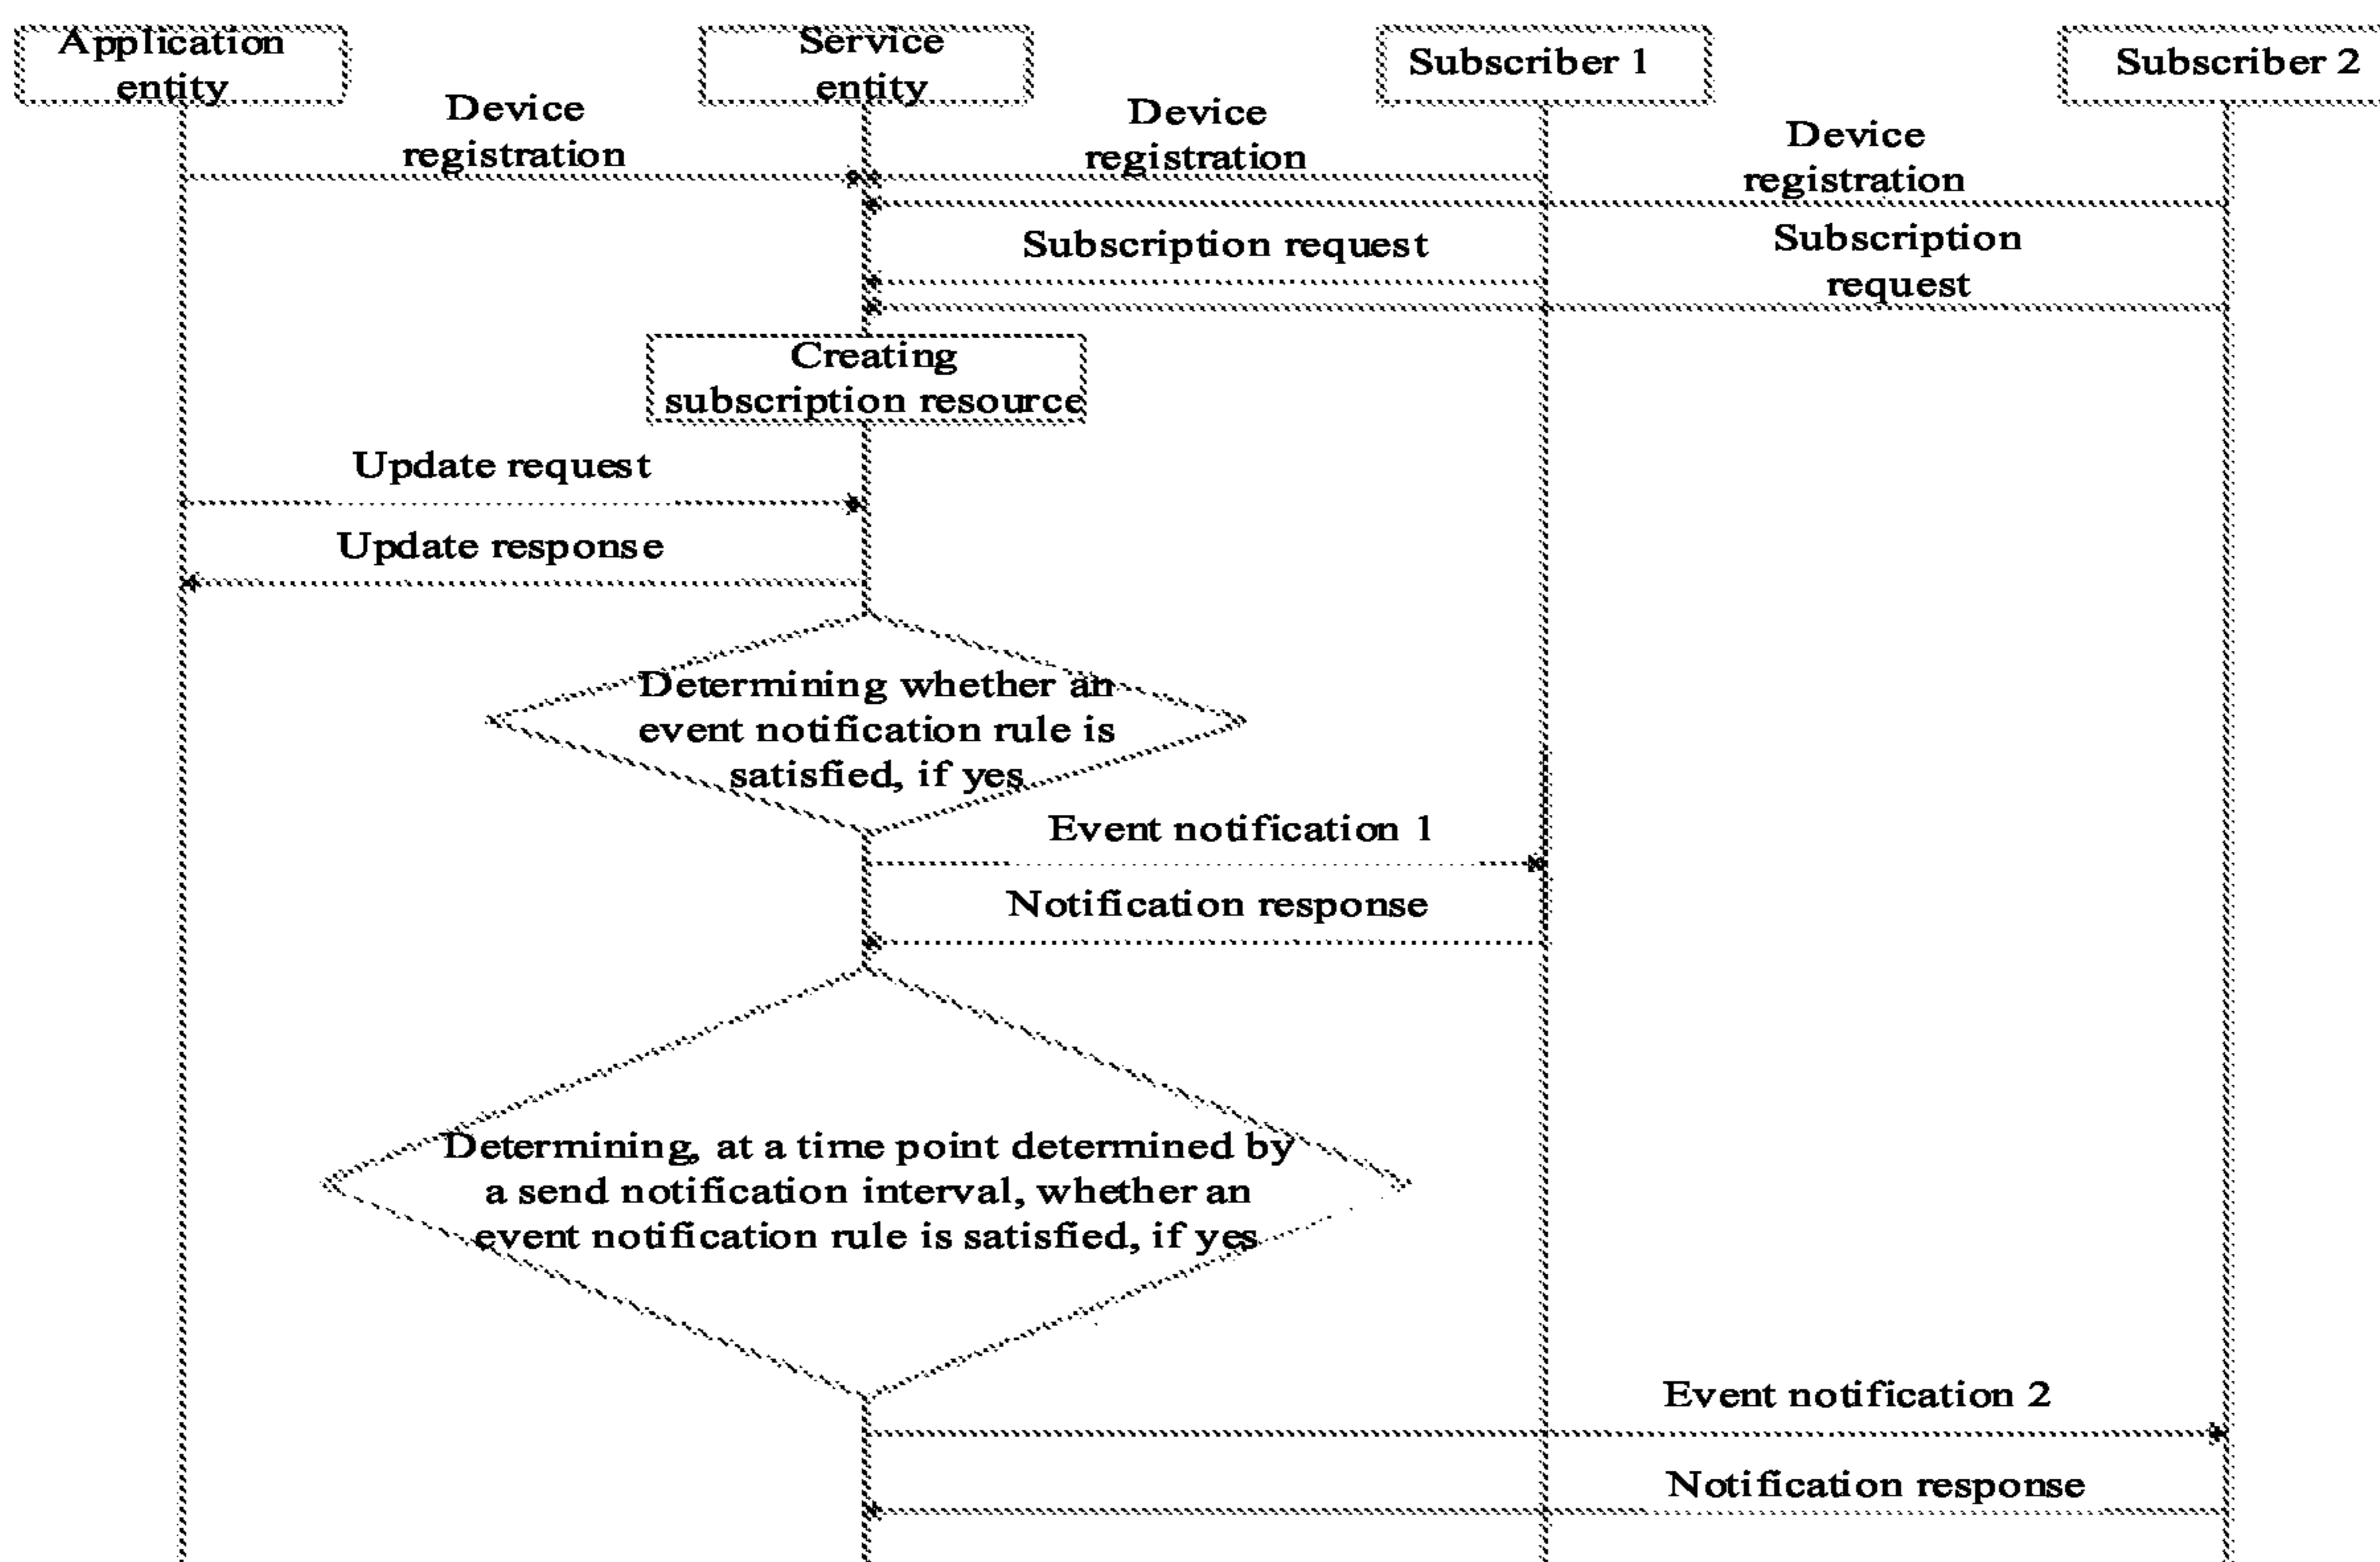 Application
entity
Service
entity
Subscriber 1
Subscriber 2
Device
registration
Device
registration
Device
registration
Subscription request
Subscription
request
Creating
subscription resource
Update request
Update response
Determining whether an
event notification rule is
satisfied, if yes
Event notification 1
Notification response
Determining, at a time point determined by
a send notification interval, whether an
event notification rule is satisfied, if yes
Event notification 2
Notification response